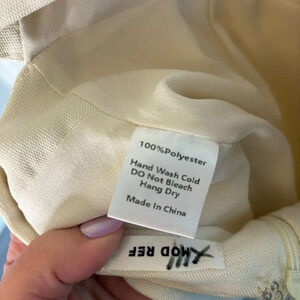 100%Polyester
Hand Wash Cold
DO Not Bleach
Hang Dry
Made in China
MOD REF